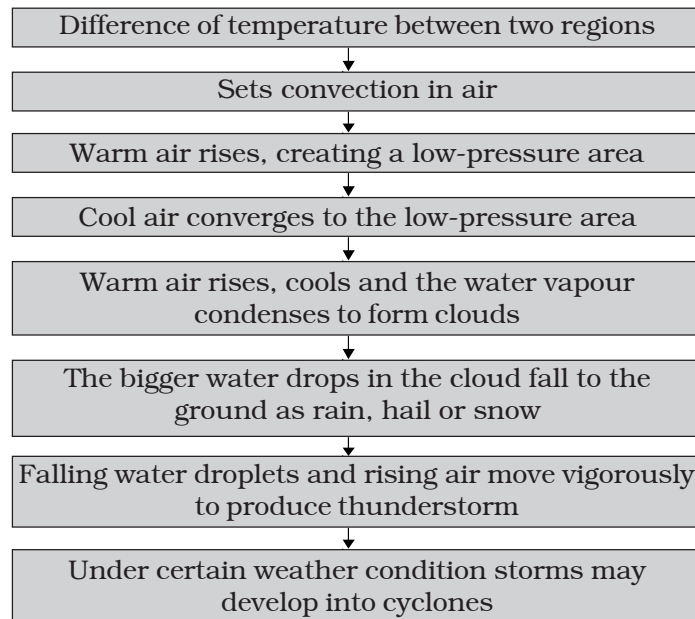 Difference of temperature between two regions
Sets convection in air
Warm air rises, creating a low-pressure area
Cool air converges to the low-pressure area
Warm air rises, cools and the water vapour
condenses to form clouds
The bigger water drops in the cloud fall to the
ground as rain, hail or snow
Falling water droplets and rising air move vigorously
to produce thunderstorm
Under certain weather condition storms may
develop into cyclones